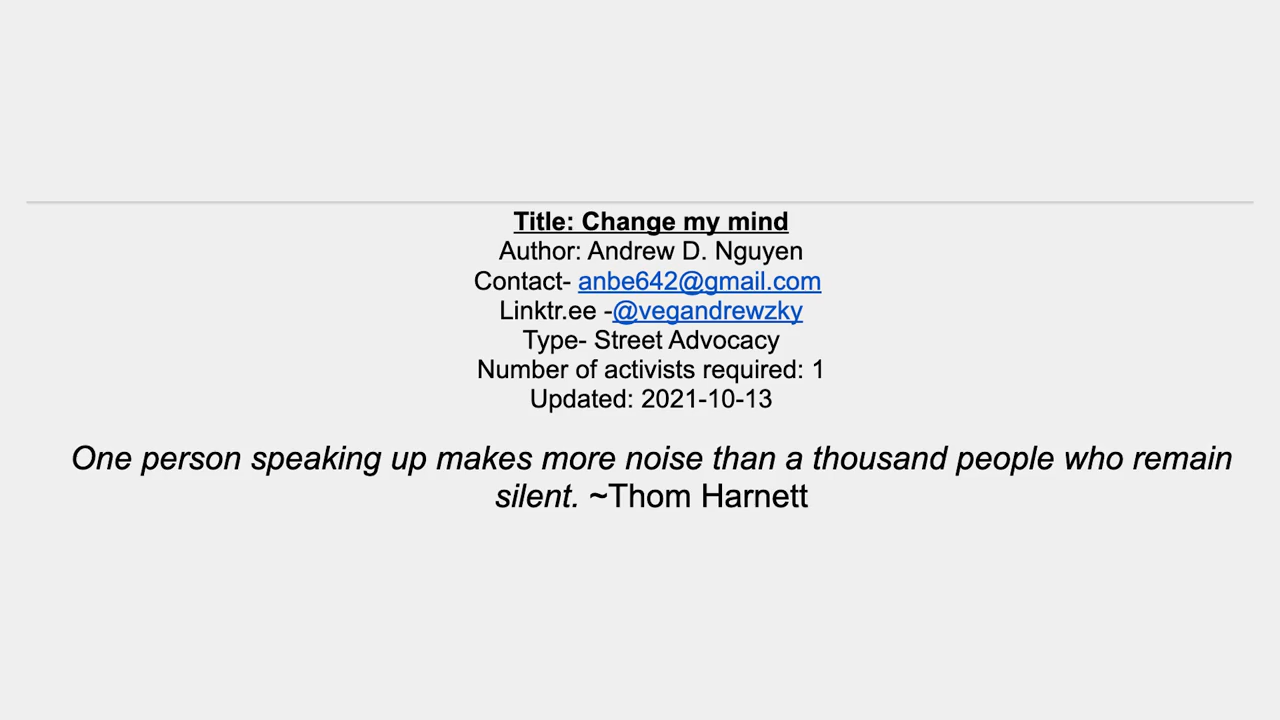 Title: Change my mind
Author: Andrew D. Nguyen
Contact- anbe642@gmail.com
Linktr.ee -@vegandrewzky
Type- Street Advocacy
Number of activists required: 1
Updated: 2021-10-13
One person speaking up makes more noise than a thousand people who remain
silent. ~Thom Harnett